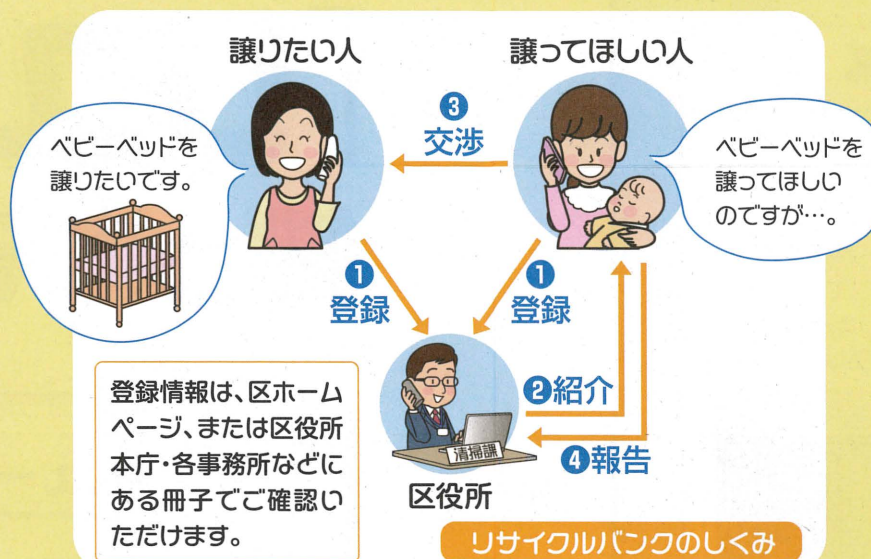 譲りたい人
譲ってほしい人
❸
交渉
ベビーベッドを
譲りたいです。
ベビーベッドを
譲ってほしい
のですが…。
❶
登録
❶
登録
❷紹介
❹報告
清掃課
区役所
登録情報は、区ホーム
ページ、または区役所
本庁・各事務所などに
ある冊子でご確認い
ただけます。
リサイクルバンクのしくみ